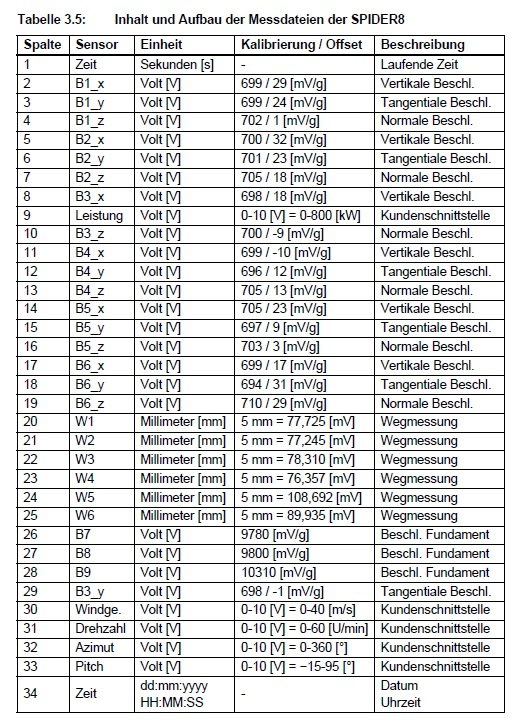 Tabelle 3.5: Inhalt und Aufbau der Messdateien der SPIDER8
Spalte Sensor Einheit Kalibrierung / Offset Beschreibung
1 Zeit Sekunden [s] - Laufende Zeit
2 B1_x Volt [V] 699 / 29 [mV/g] Vertikale Beschl.
3 B1_y Volt [V] 699 / 24 [mV/g] Tangentiale Beschl.
4 B1_z Volt [V] 702 / 1 [mV/g] Normale Beschl.
5 B2_x Volt [V] 700 / 32 [mV/g] Vertikale Beschl.
6 B2_y Volt [V] 701 / 23 [mV/g] Tangentiale Beschl.
7 B2_z Volt [V] 705 / 18 [mV/g] Normale Beschl.
8 B3_x Volt [V] 698 / 18 [mV/g] Vertikale Beschl.
9 Leistung Volt [V] 0-10 [V] = 0-800 [kW] Kundenschnittstelle
10 B3_z Volt [V] 700 / -9 [mV/g] Normale Beschl.
11 B4_x Volt [V] 699 / -10 [mV/g] Vertikale Beschl.
12 B4_y Volt [V] 696 / 12 [mV/g] Tangentiale Beschl.
13 B4_z Volt [V] 705 / 13 [mV/g] Normale Beschl.
14 B5_x Volt [V] 705 / 23 [mV/g] Vertikale Beschl.
15 B5_y Volt [V] 697 / 9 [mV/g] Tangentiale Beschl.
16 B5_z Volt [V] 703 / 3 [mV/g] Normale Beschl.
17 B6_x Volt [V] 699 / 17 [mV/g] Vertikale Beschl.
18 B6_y Volt [V] 694 / 31 [mV/g] Tangentiale Beschl.
19 B6_z Volt [V] 710 / 29 [mV/g] Normale Beschl.
20 W1 Millimeter [mm] 5 mm = 77,725 [mV] Wegmessung
21 W2 Millimeter [mm] 5 mm = 77,245 [mV] Wegmessung
22 W3 Millimeter [mm] 5 mm = 78,310 [mV] Wegmessung
23 W4 Millimeter [mm] 5 mm = 76,357 [mV] Wegmessung
24 W5 Millimeter [mm] 5 mm = 108,692 [mV] Wegmessung
25 W6 Millimeter [mm] 5 mm = 89,935 [mV] Wegmessung
26 B7 Volt [V] 9780 [mV/g] Beschl. Fundament
27 B8 Volt [V] 9800 [mV/g] Beschl. Fundament
28 B9 Volt [V] 10310 [mV/g] Beschl. Fundament
29 B3_y Volt [V] 698 / -1 [mV/g] Tangentiale Beschl.
30 Windge. Volt [V] 0-10 [V] = 0-40 [m/s] Kundenschnittstelle
31 Drehzahl Volt [V] 0-10 [V] = 0-60 [U/min] Kundenschnittstelle
32 Azimut Volt [V] 0-10 [V] = 0-360 [°] Kundenschnittstelle
33 Pitch Volt [V] 0-10 [V] = −15-95 [°] Kundenschnittstelle
34 Zeit dd:mm:yyyy - Datum
HH:MM:SS Uhrzeit